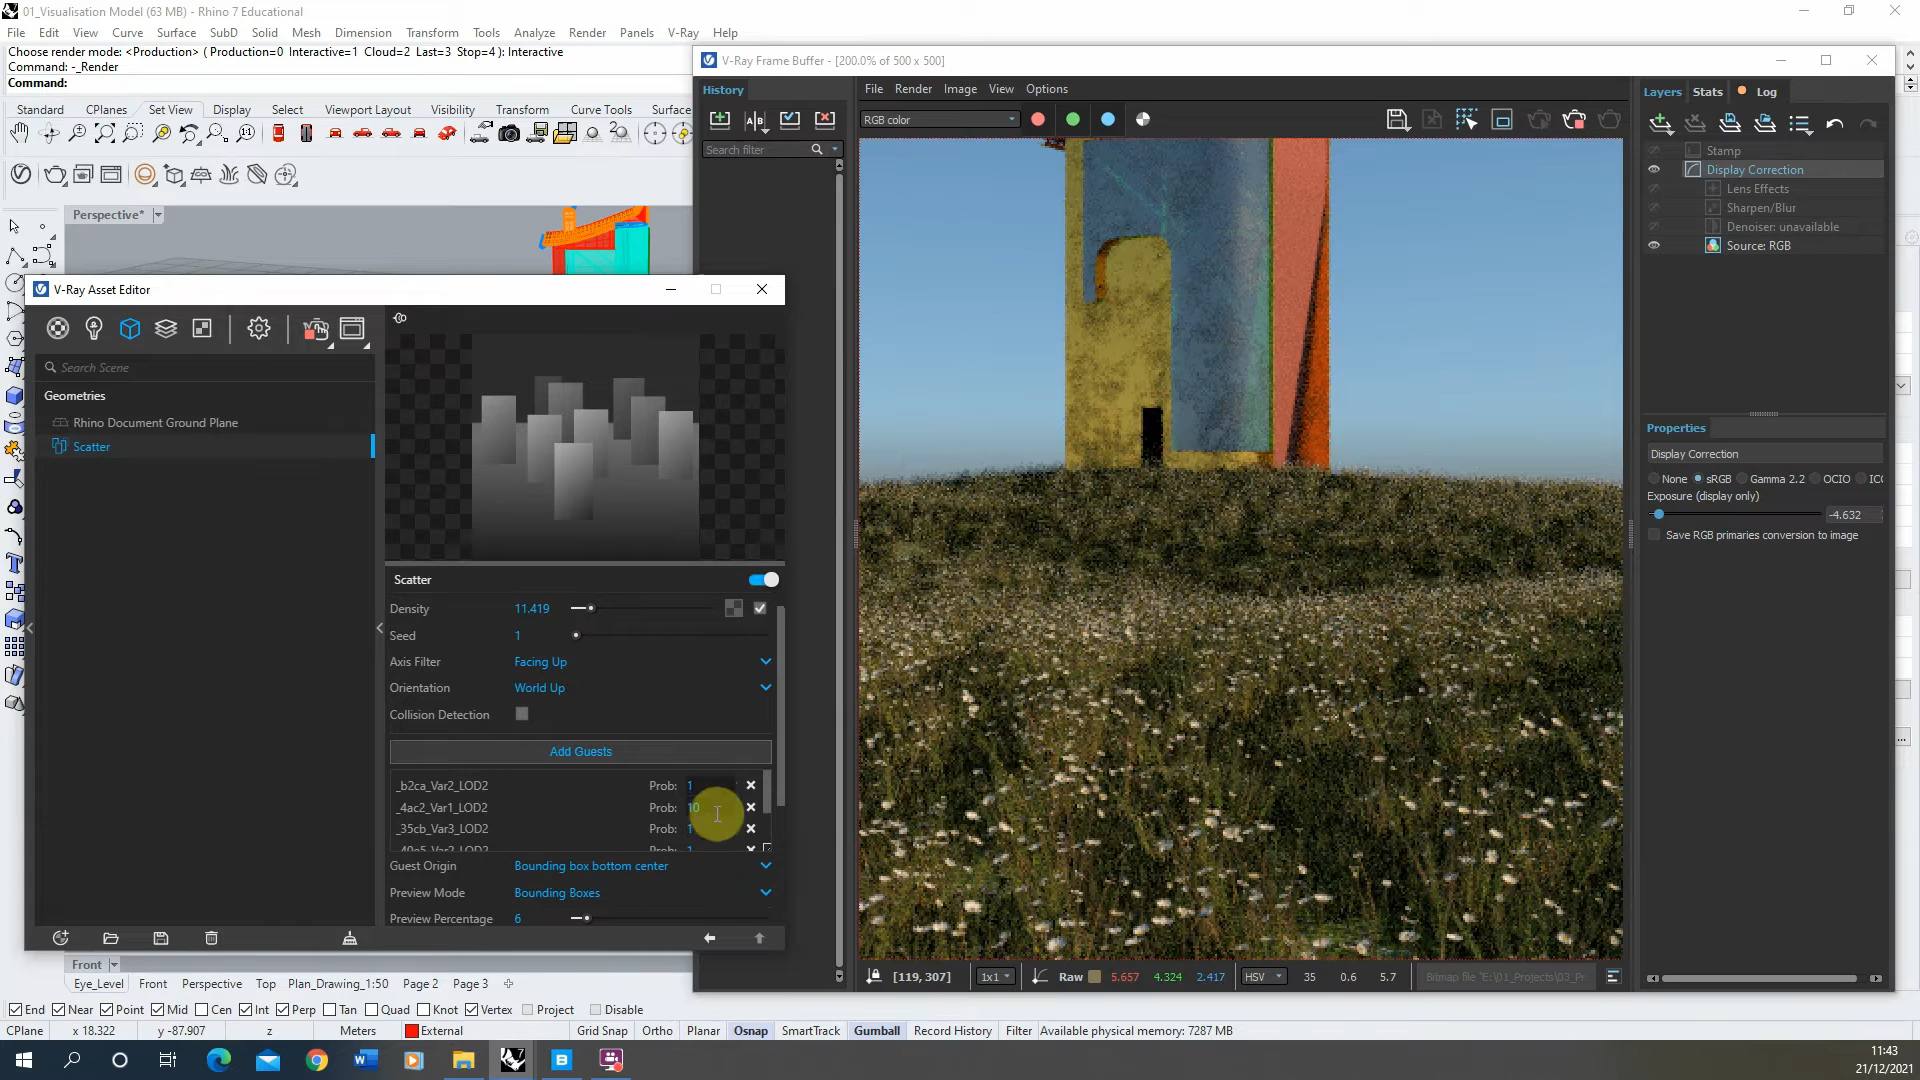 01_Visualisation Model (63 MB) - Rhino 7 Educational
File Edit View Curve Surface SubD Solid Mesh Dimension Transform Tools Analyze Render Panels V-Ray Help
Choose render mode: <Production> ( Production=0 Interactive=1 Cloud=2 Last=3 Stop=4 ): Interactive
Command: -_Render
Command:
Standard CPlanes Set View Display Select Viewport Layout Visibility Transform Curve Tools Surface
Perspective*
V-Ray Frame Buffer - [200.0% of 500 x 500]
History
File Render Image View Options
RGB color
Search filter
Layers Stats Log
Stamp
Display Correction
Lens Effects
Sharpen/Blur
Denoiser: unavailable
Source: RGB
Properties
Display Correction
None sRGB Gamma 2.2 OCIO ICC
Exposure (display only)
-4.632
Save RGB primaries conversion to image
V-Ray Asset Editor
Search Scene
Geometries
Rhino Document Ground Plane
Scatter
Scatter
Density 11.419
Seed 1
Axis Filter Facing Up
Orientation World Up
Collision Detection
Add Guests
_b2ca_Var2_LOD2 Prob: 1
_4ac2_Var1_LOD2 Prob: 10
_35cb_Var3_LOD2 Prob: 1
_40e5_Var2_LOD2 Prob: 1
Guest Origin Bounding box bottom center
Preview Mode Bounding Boxes
Preview Percentage 6
[119, 307] 1x1 Raw 5.657 4.324 2.417 HSV 35 0.6 5.7 Bitmap file "E:\01_Projects\03_Pr
Front
Eye_Level Front Perspective Top Plan_Drawing_1:50 Page 2 Page 3
End Near Point Mid Cen Int Perp Tan Quad Knot Vertex Project Disable
CPlane x 18.322 y -87.907 z Meters External Grid Snap Ortho Planar Osnap SmartTrack Gumball Record History Filter Available physical memory: 7287 MB
11:43
21/12/2021